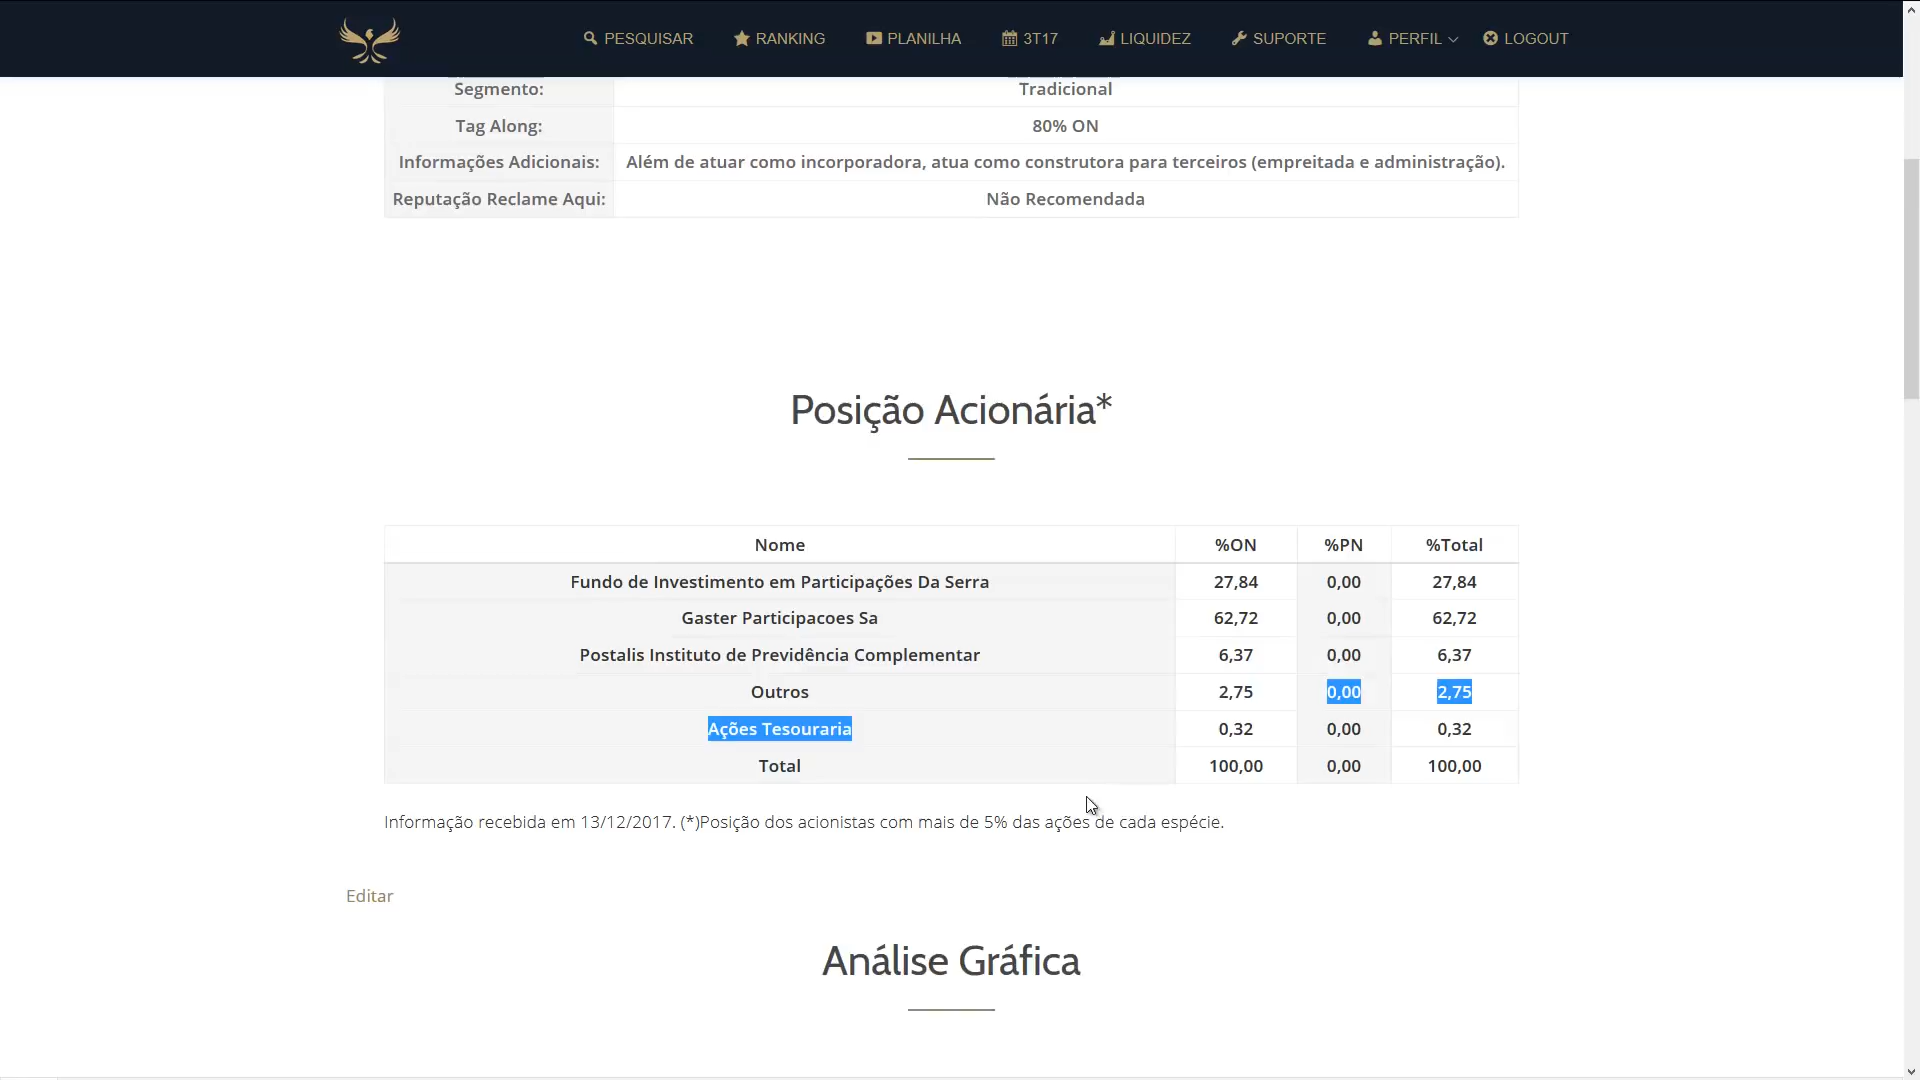 PESQUISAR RANKING PLANILHA 3T17 LIQUIDEZ SUPORTE PERFIL LOGOUT
Segmento: Tradicional
Tag Along: 80% ON
Informações Adicionais: Além de atuar como incorporadora, atua como construtora para terceiros (empreitada e administração).
Reputação Reclame Aqui: Não Recomendada
Posição Acionária*
Nome %ON %PN %Total
Fundo de Investimento em Participações Da Serra 27,84 0,00 27,84
Gaster Participacoes Sa 62,72 0,00 62,72
Postalis Instituto de Previdência Complementar 6,37 0,00 6,37
Outros 2,75 0,00 2,75
Ações Tesouraria 0,32 0,00 0,32
Total 100,00 0,00 100,00
Informação recebida em 13/12/2017. (*)Posição dos acionistas com mais de 5% das ações de cada espécie.
Editar
Análise Gráfica